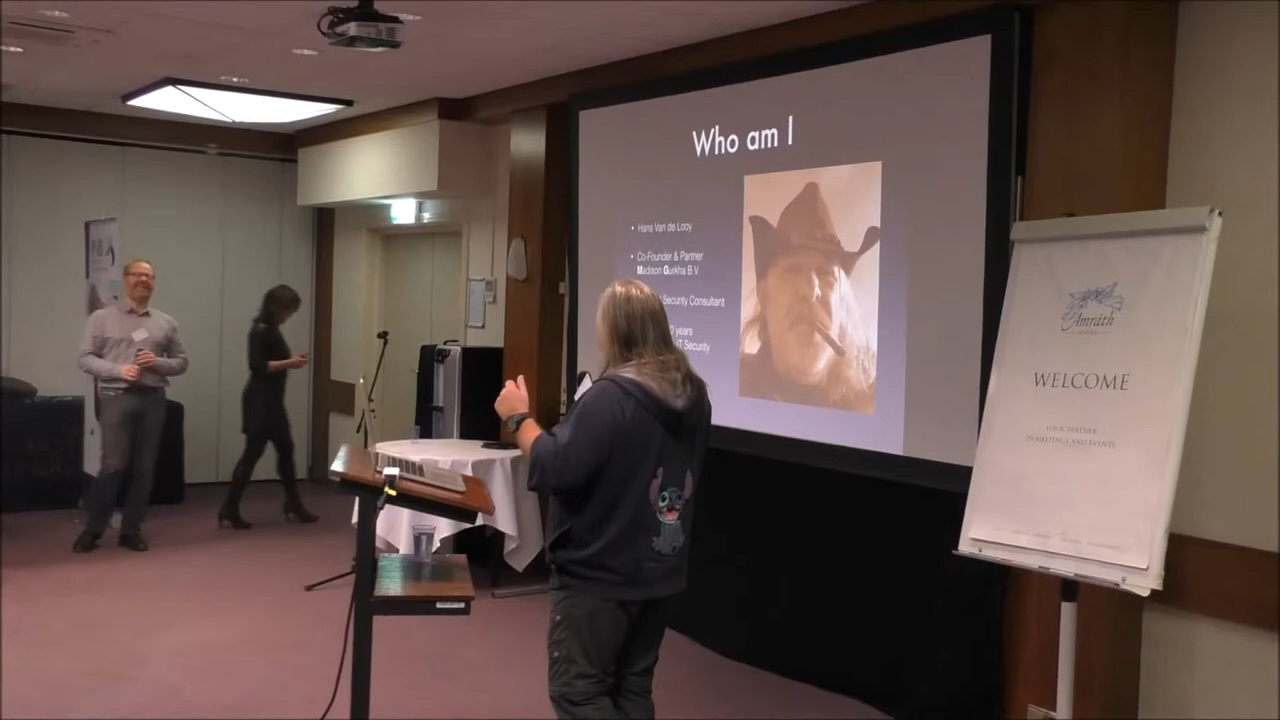 Who am I
• Hans Van de Looy
• Co-Founder & Partner
Madison Gurkha B.V
Security Consultant
years
IT Security
Amrâth
WELCOME
YOUR PARTNER
IN MEETINGS AND EVENTS